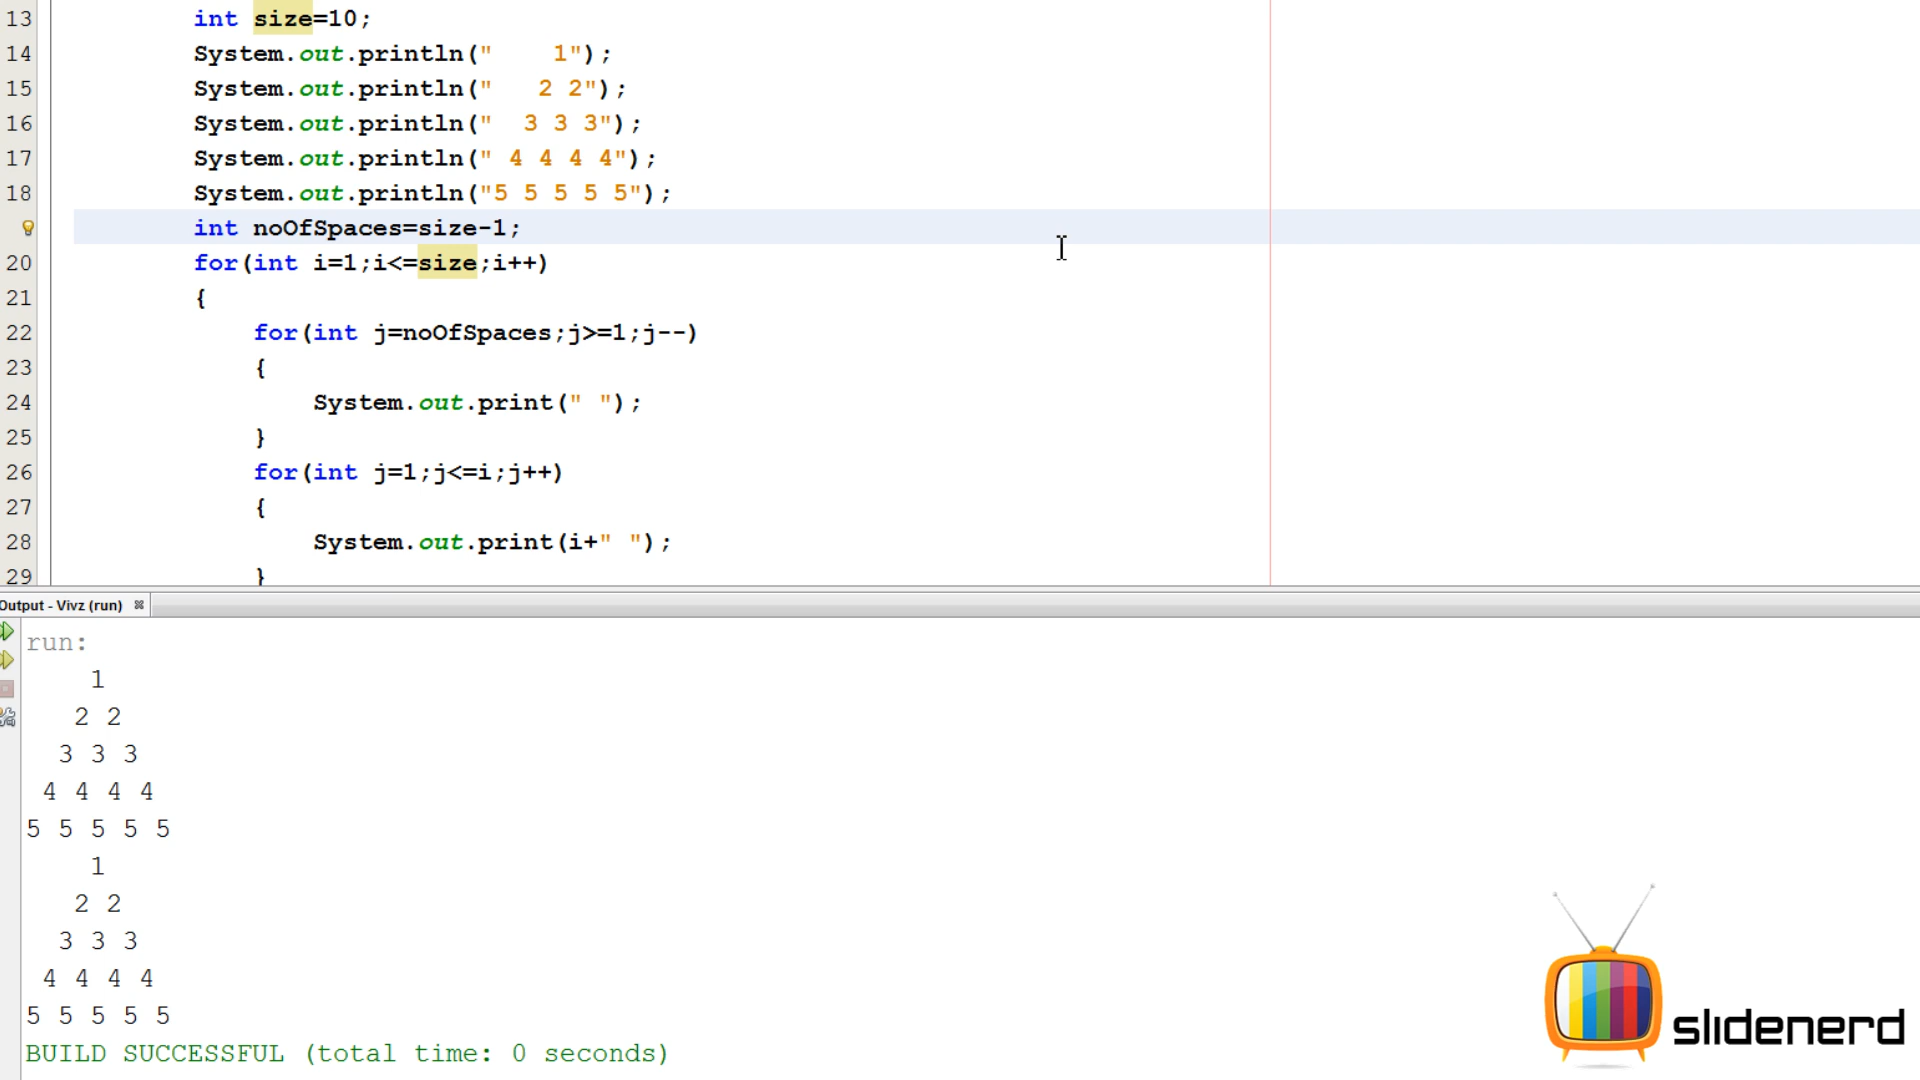 13 int size=10;
14 System.out.println("    1");
15 System.out.println("   2 2");
16 System.out.println("  3 3 3");
17 System.out.println(" 4 4 4 4");
18 System.out.println("5 5 5 5 5");
int noOfSpaces=size-1;
20 for(int i=1;i<=size;i++)
21 {
22 for(int j=noOfSpaces;j>=1;j--)
23 {
24 System.out.print(" ");
25 }
26 for(int j=1;j<=i;j++)
27 {
28 System.out.print(i+" ");
29 }
Output - Vivz (run)
run:
    1
   2 2
  3 3 3
 4 4 4 4
5 5 5 5 5
    1
   2 2
  3 3 3
 4 4 4 4
5 5 5 5 5
BUILD SUCCESSFUL (total time: 0 seconds)
slidenerd